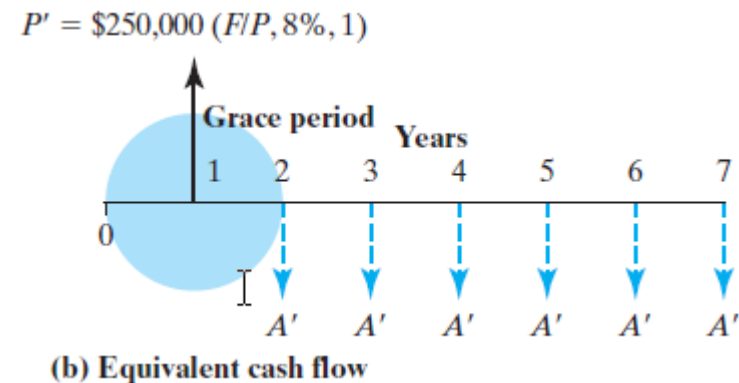 P′ = $250,000 (F/P, 8%, 1)
Grace period
Years
1 2 3 4 5 6 7
0
A′ A′ A′ A′ A′ A′
(b) Equivalent cash flow